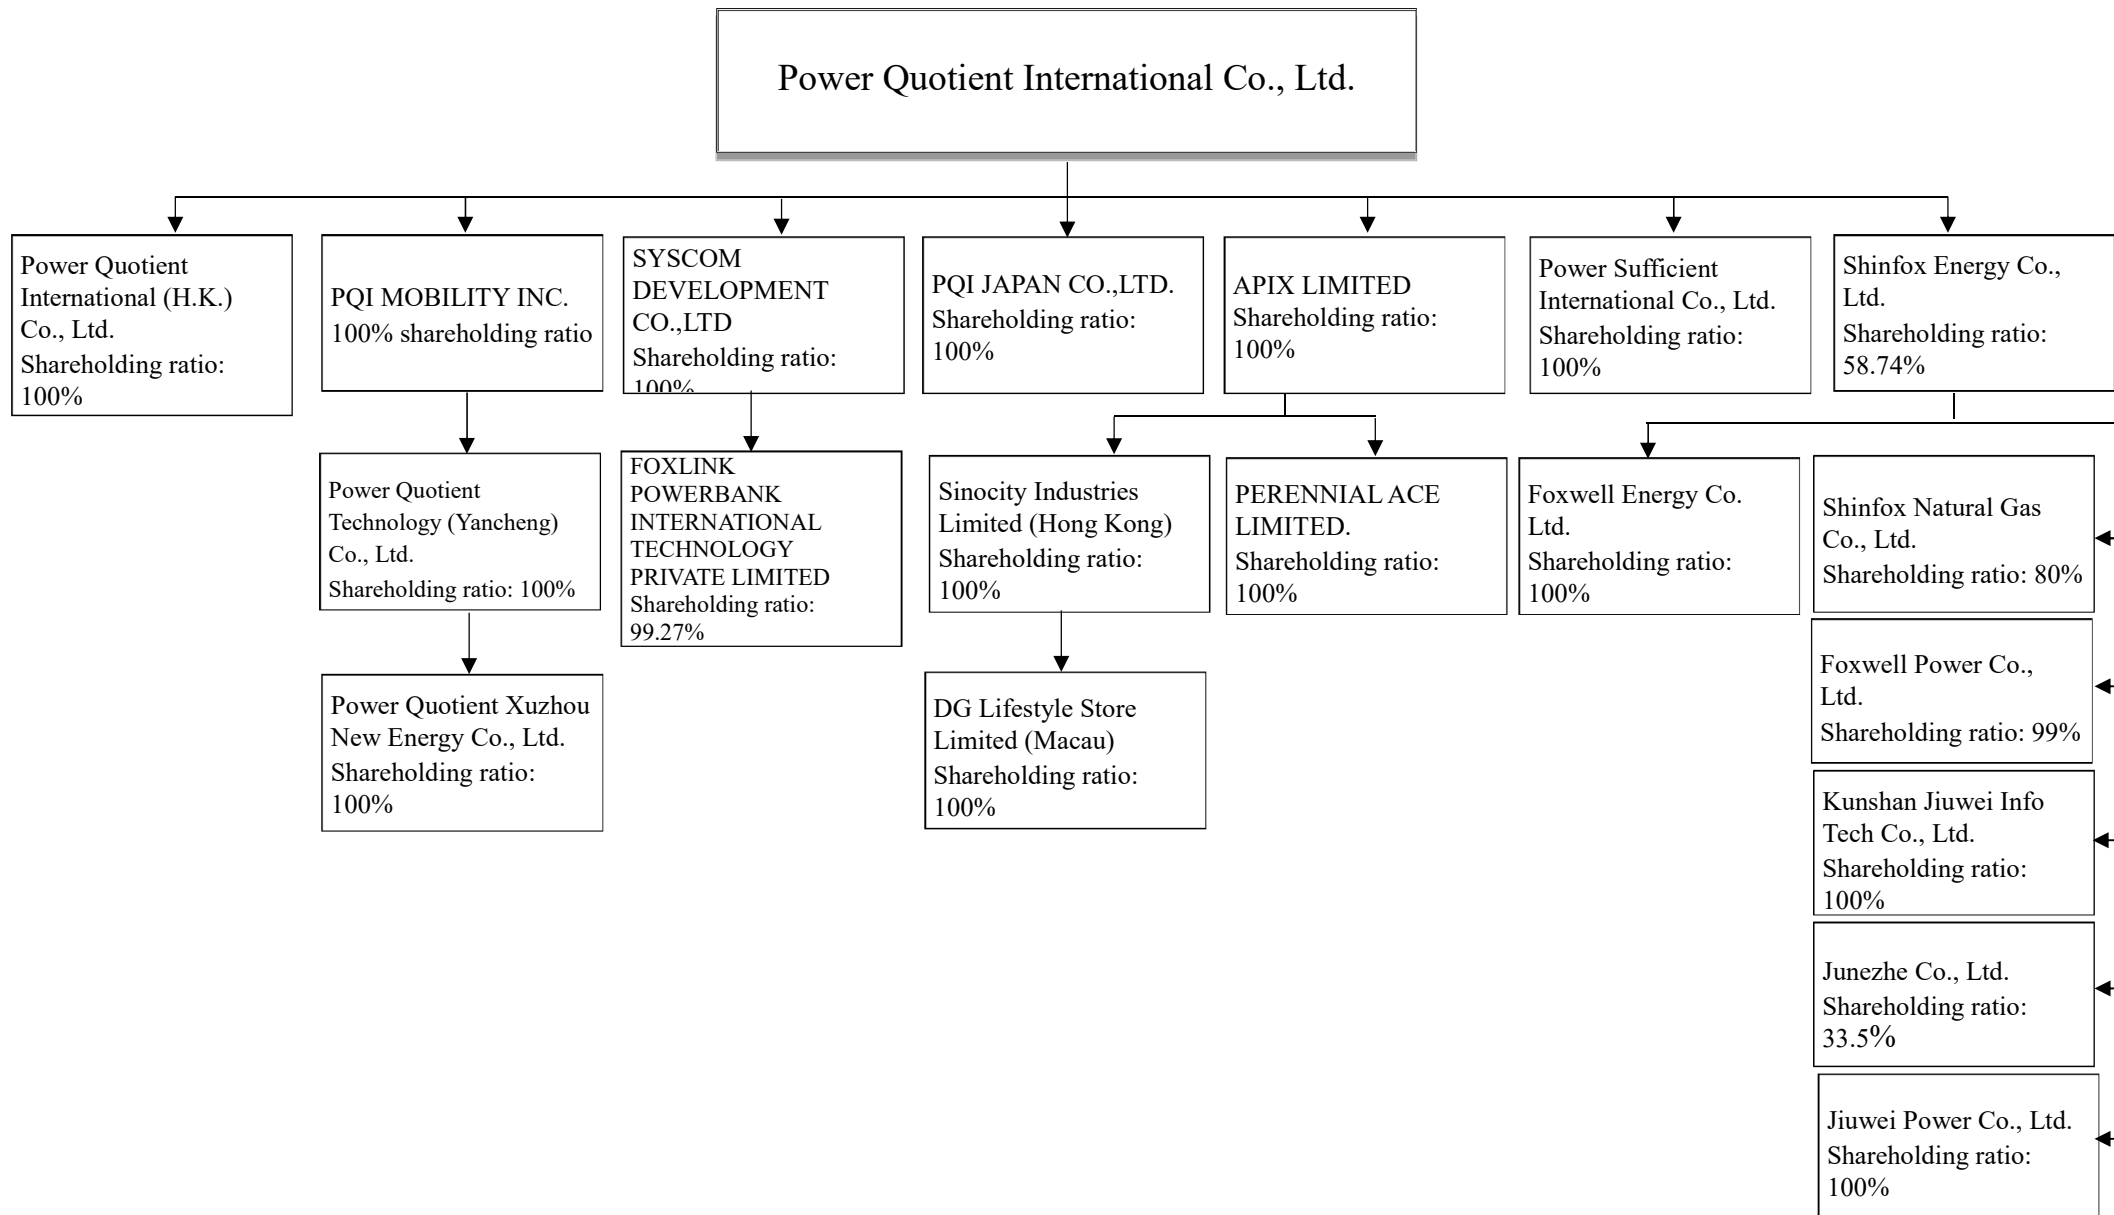 Power Quotient International Co., Ltd.
Power Quotient
International (H.K.)
Co., Ltd.
Shareholding ratio:
100%
PQI MOBILITY INC.
100% shareholding ratio
SYSCOM
DEVELOPMENT
CO.,LTD
Shareholding ratio:
100%
PQI JAPAN CO.,LTD.
Shareholding ratio:
100%
APIX LIMITED
Shareholding ratio:
100%
Power Sufficient
International Co., Ltd.
Shareholding ratio:
100%
Shinfox Energy Co.,
Ltd.
Shareholding ratio:
58.74%
Power Quotient
Technology (Yancheng)
Co., Ltd.
Shareholding ratio: 100%
FOXLINK
POWERBANK
INTERNATIONAL
TECHNOLOGY
PRIVATE LIMITED
Shareholding ratio:
99.27%
Sinocity Industries
Limited (Hong Kong)
Shareholding ratio:
100%
PERENNIAL ACE
LIMITED.
Shareholding ratio:
100%
Foxwell Energy Co.
Ltd.
Shareholding ratio:
100%
Shinfox Natural Gas
Co., Ltd.
Shareholding ratio: 80%
Power Quotient Xuzhou
New Energy Co., Ltd.
Shareholding ratio:
100%
DG Lifestyle Store
Limited (Macau)
Shareholding ratio:
100%
Foxwell Power Co.,
Ltd.
Shareholding ratio: 99%
Kunshan Jiuwei Info
Tech Co., Ltd.
Shareholding ratio:
100%
Junezhe Co., Ltd.
Shareholding ratio:
33.5%
Jiuwei Power Co., Ltd.
Shareholding ratio:
100%